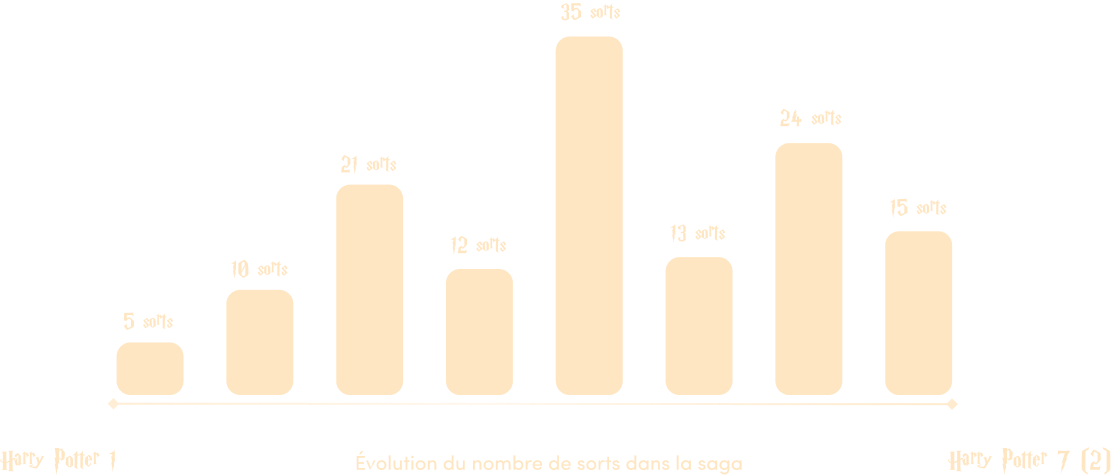 35 sorts
24 sorts
21 sorts
15 sorts
13 sorts
12 sorts
10 sorts
5 sorts
Harry Potter 1
Évolution du nombre de sorts dans la saga
Harry Potter 7 (2)